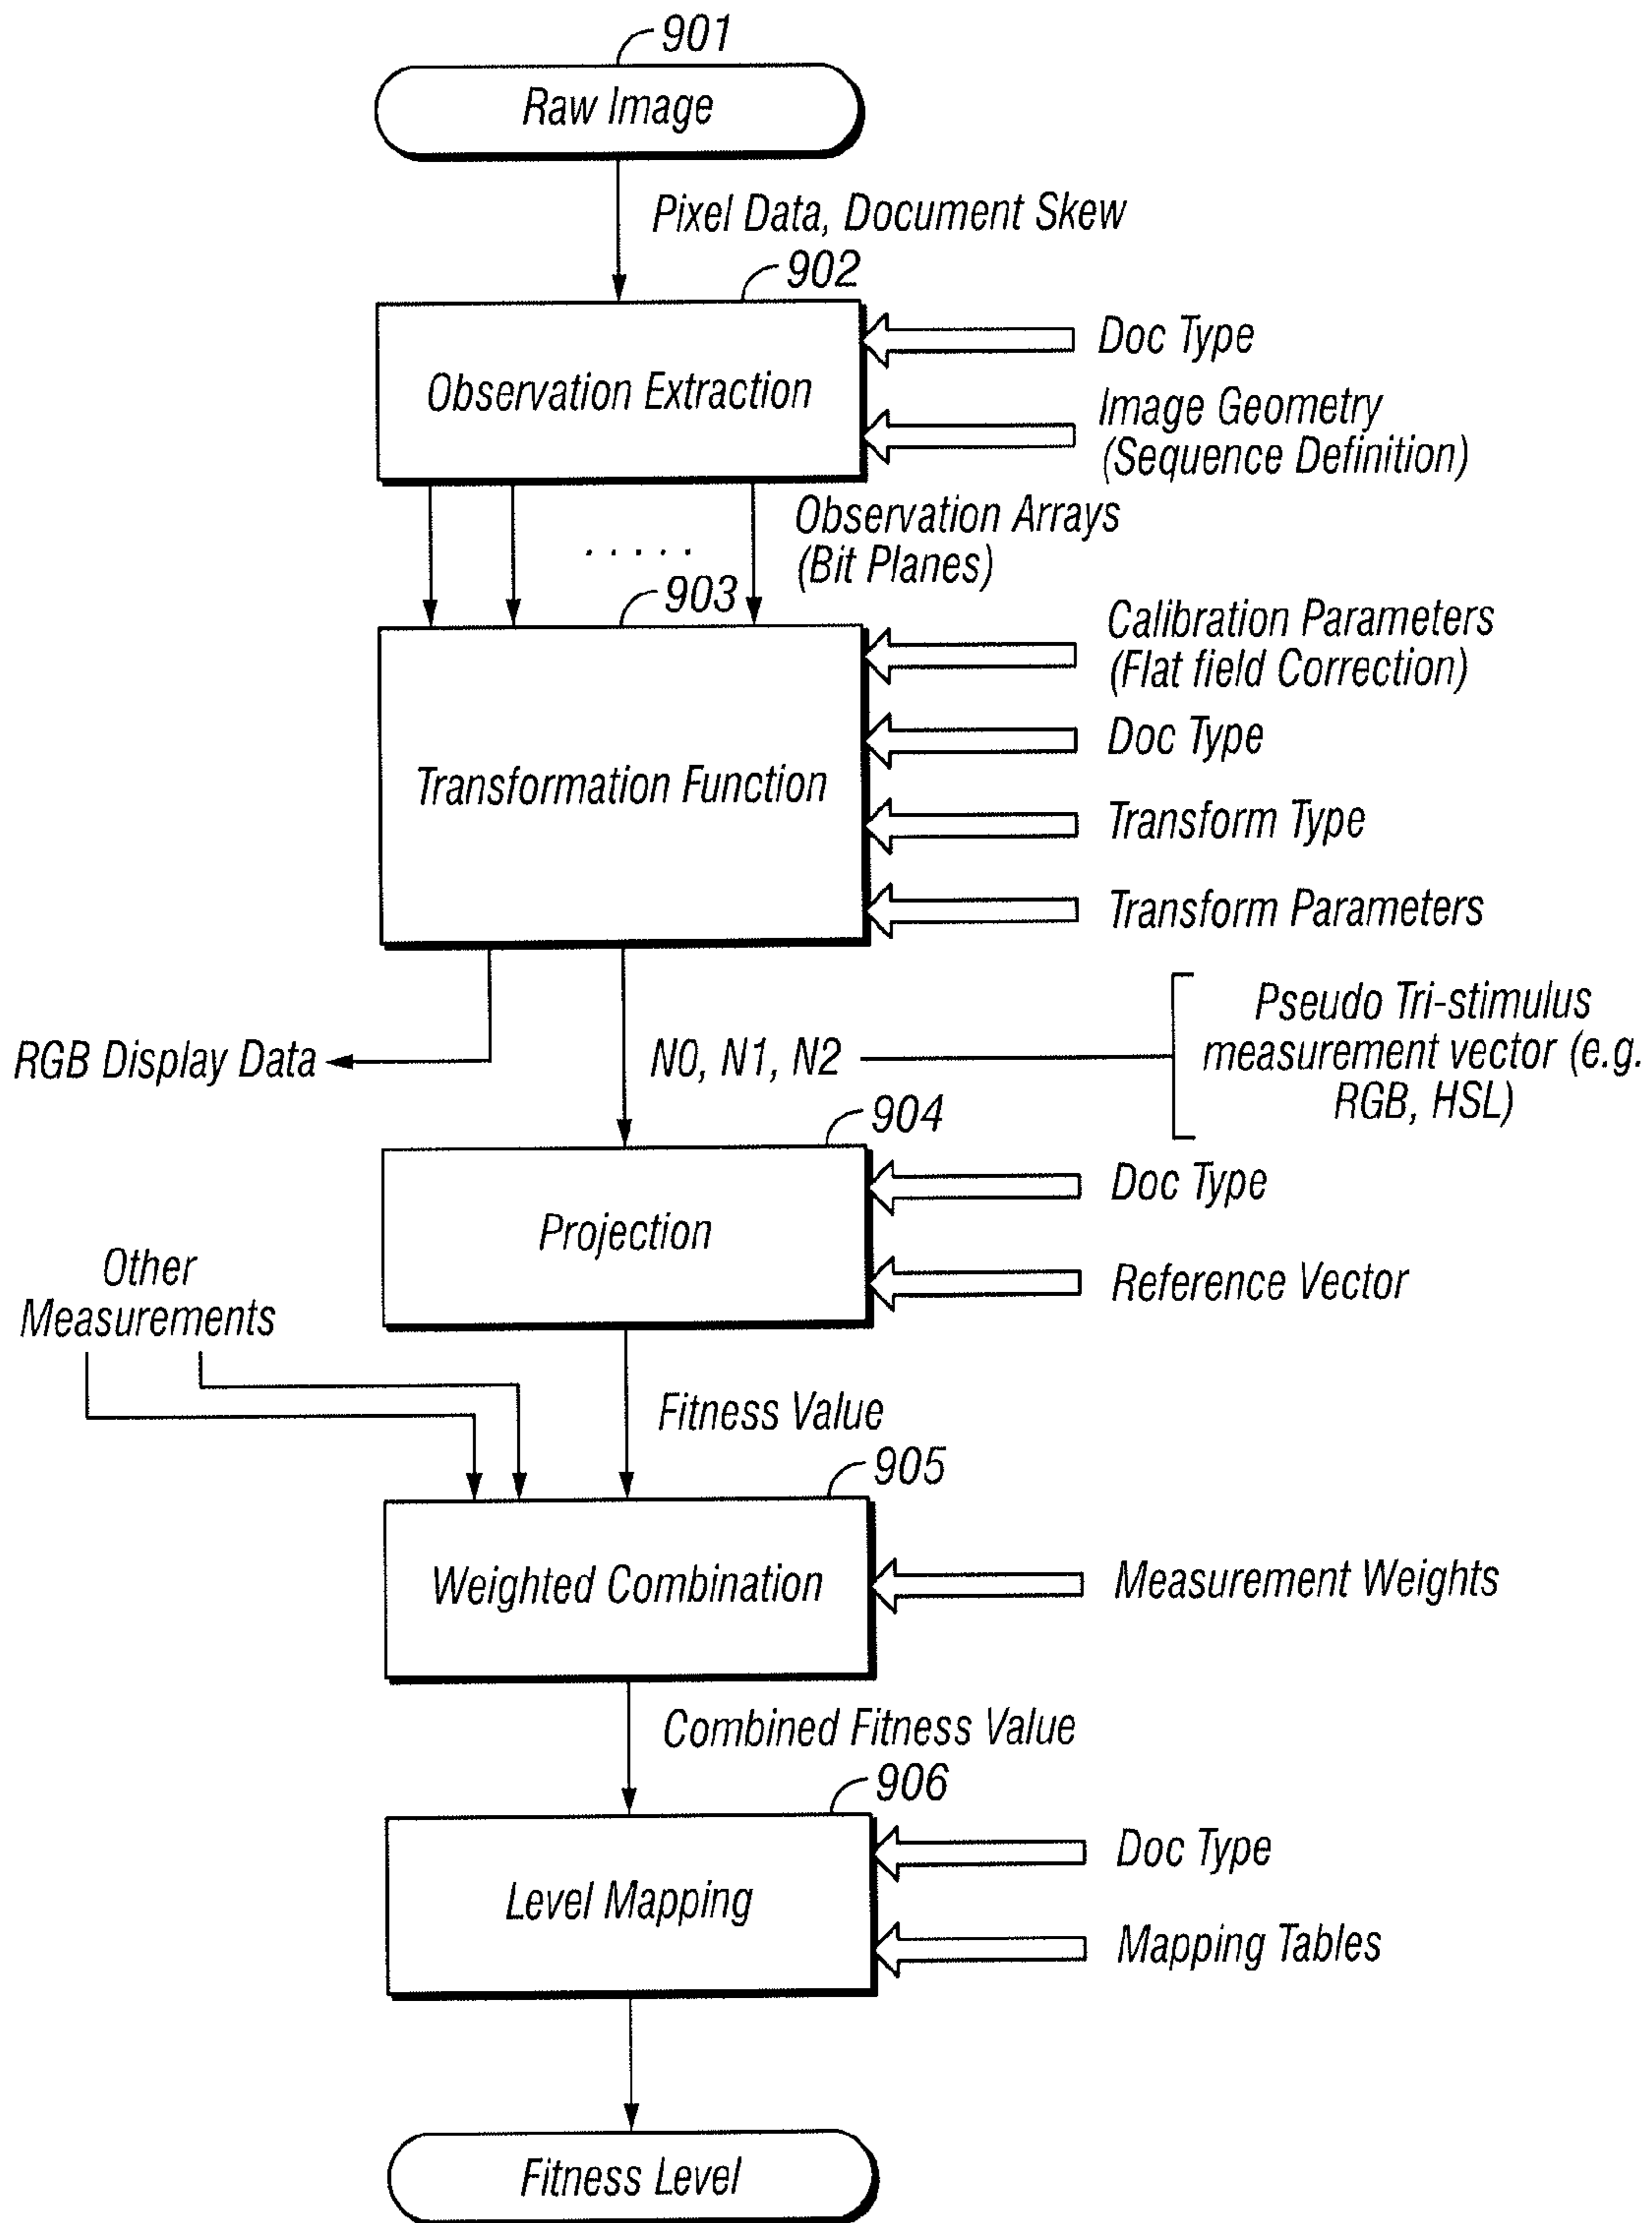 901
Raw Image
Pixel Data, Document Skew
902
Observation Extraction
Doc Type
Image Geometry
(Sequence Definition)
Observation Arrays
(Bit Planes)
.....
903
Transformation Function
Calibration Parameters
(Flat field Correction)
Doc Type
Transform Type
Transform Parameters
RGB Display Data
N0, N1, N2
Pseudo Tri-stimulus
measurement vector (e.g.
RGB, HSL)
904
Projection
Doc Type
Reference Vector
Other
Measurements
Fitness Value
905
Weighted Combination
Measurement Weights
Combined Fitness Value
906
Level Mapping
Doc Type
Mapping Tables
Fitness Level